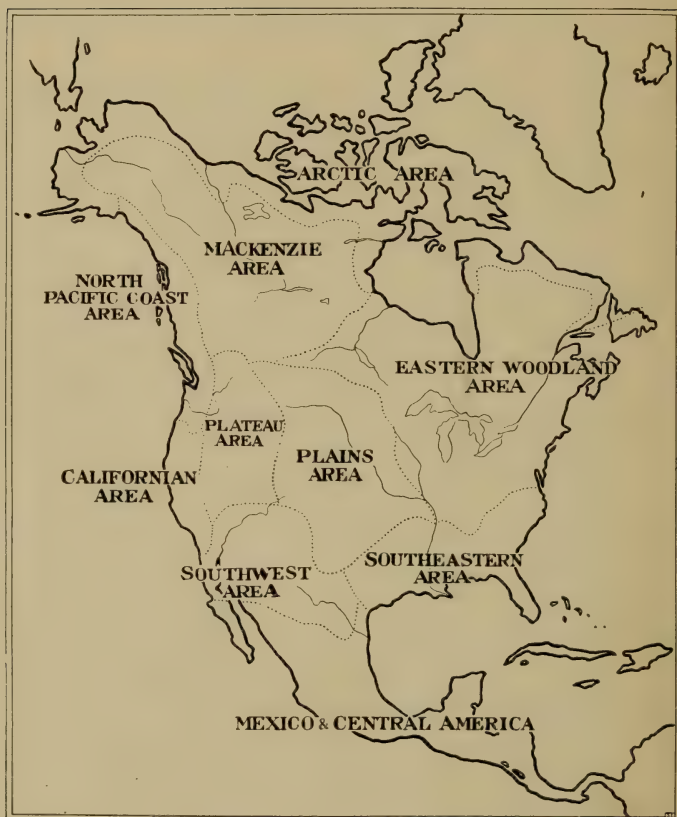 ARCTIC AREA
MACKENZIE
AREA
NORTH
PACIFIC COAST
AREA
EASTERN WOODLAND
AREA
PLATEAU
AREA
PLAINS
AREA
CALIFORNIAN
AREA
SOUTHWEST
AREA
SOUTHEASTERN
AREA
MEXICO & CENTRAL AMERICA